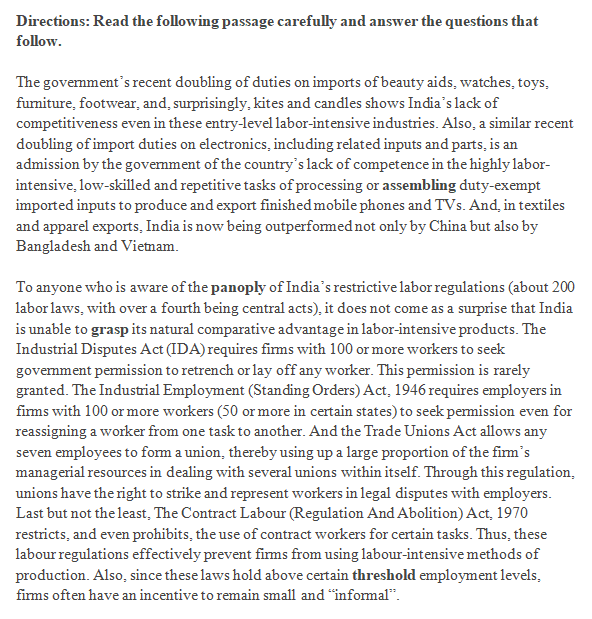 Directions: Read the following passage carefully and answer the questions that
follow.
The government's recent doubling of duties on imports of beauty aids, watches, toys,
furniture, footwear, and, surprisingly, kites and candles shows India's lack of
competitiveness even in these entry-level labor-intensive industries. Also, a similar recent
doubling of import duties on electronics, including related inputs and parts, is an
admission by the government of the country's lack of competence in the highly labor-
intensive, low-skilled and repetitive tasks of processing or assembling duty-exempt
imported inputs to produce and export finished mobile phones and TVs. And, in textiles
and apparel exports, India is now being outperformed not only by China but also by
Bangladesh and Vietnam.
To anyone who is aware of the panoply of India's restrictive labor regulations (about 200
labor laws, with over a fourth being central acts), it does not come as a surprise that India
is unable to grasp its natural comparative advantage in labor-intensive products. The
Industrial Disputes Act (IDA) requires firms with 100 or more workers to seek
government permission to retrench or lay off any worker. This permission is rarely
granted. The Industrial Employment (Standing Orders) Act, 1946 requires employers in
firms with 100 or more workers (50 or more in certain states) to seek permission even for
reassigning a worker from one task to another. And the Trade Unions Act allows any
seven employees to form a union, thereby using up a large proportion of the firm's
managerial resources in dealing with several unions within itself. Through this regulation,
unions have the right to strike and represent workers in legal disputes with employers.
Last but not the least, The Contract Labour (Regulation And Abolition) Act, 1970
restricts, and even prohibits, the use of contract workers for certain tasks. Thus, these
labour regulations effectively prevent firms from using labour-intensive methods of
production. Also, since these laws hold above certain threshold employment levels,
firms often have an incentive to remain small and “informal”.